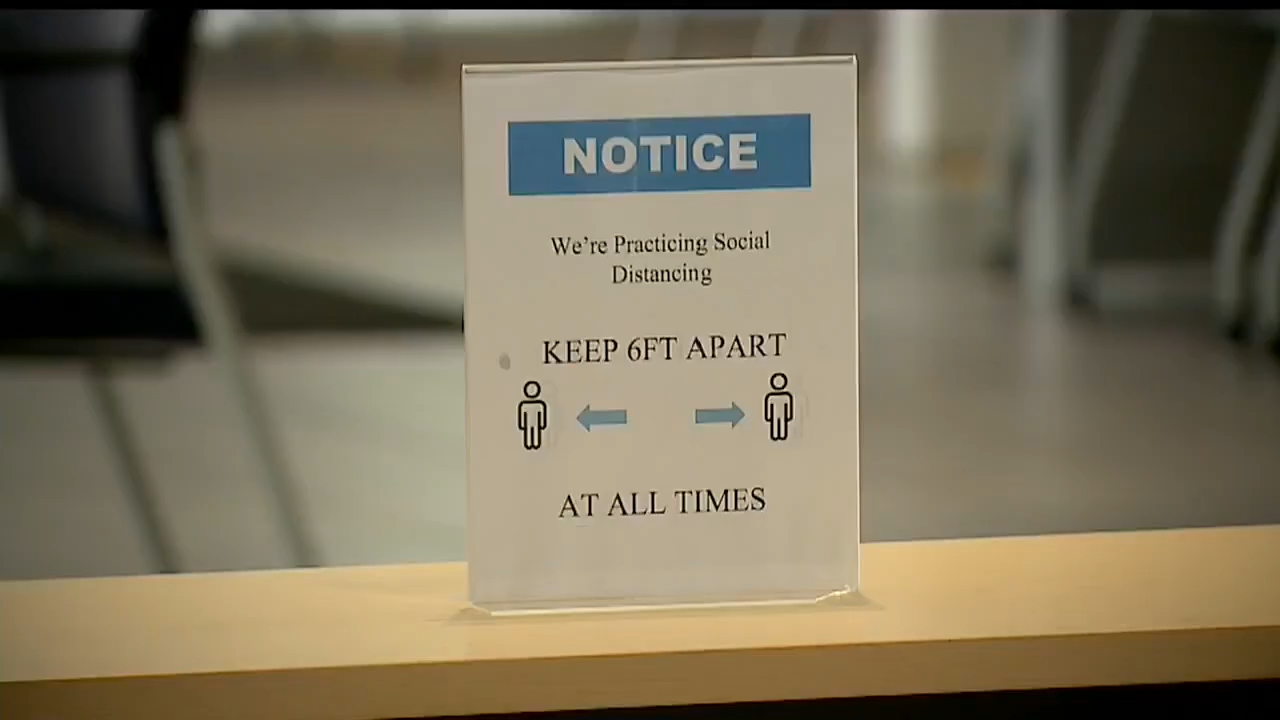 NOTICE
We're Practicing Social
Distancing
KEEP 6FT APART
AT ALL TIMES